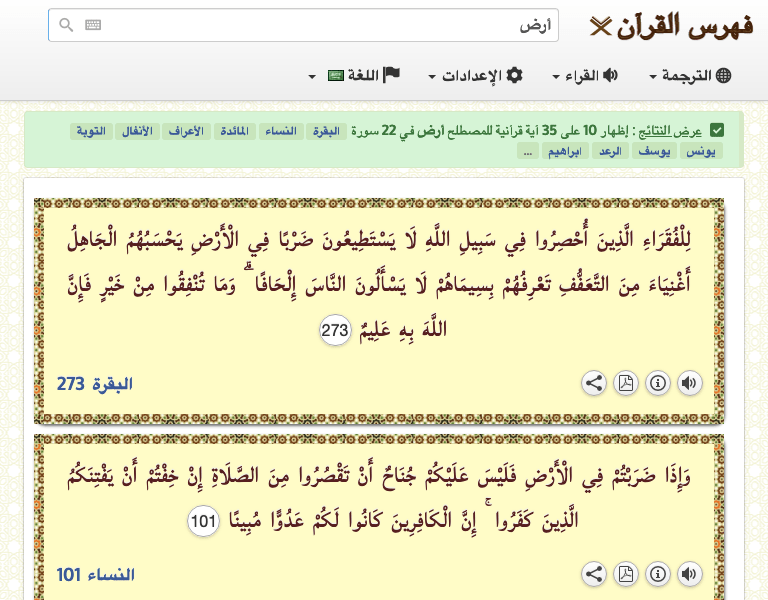 فهرس القرآن
أرض
الترجمة
القراء
الإعدادات
اللغة
عرض النتائج : إظهار 10 على 35 آية قرآنية للمصطلح أرض في 22 سورة البقرة النساء المائدة الأعراف الأنفال التوبة
يونس يوسف الرعد ابراهيم ...
لِلْفُقَرَاءِ الَّذِينَ أُحْصِرُوا فِي سَبِيلِ اللَّهِ لَا يَسْتَطِيعُونَ ضَرْبًا فِي الْأَرْضِ يَحْسَبُهُمُ الْجَاهِلُ
أَغْنِيَاءَ مِنَ التَّعَفُّفِ تَعْرِفُهُمْ بِسِيمَاهُمْ لَا يَسْأَلُونَ النَّاسَ إِلْحَافًا ۗ وَمَا تُنْفِقُوا مِنْ خَيْرٍ فَإِنَّ
اللَّهَ بِهِ عَلِيمٌ 273
البقرة 273
وَإِذَا ضَرَبْتُمْ فِي الْأَرْضِ فَلَيْسَ عَلَيْكُمْ جُنَاحٌ أَنْ تَقْصُرُوا مِنَ الصَّلَاةِ إِنْ خِفْتُمْ أَنْ يَفْتِنَكُمُ
الَّذِينَ كَفَرُوا ۚ إِنَّ الْكَافِرِينَ كَانُوا لَكُمْ عَدُوًّا مُبِينًا 101
النساء 101